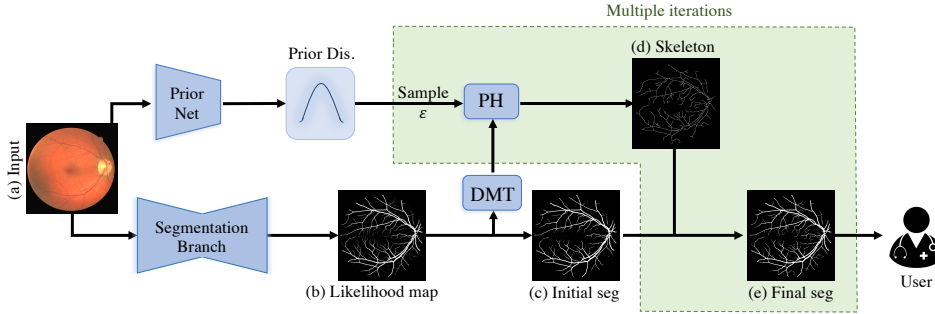 Multiple iterations
(d) Skeleton
Prior Dis.
Prior
Net
Sample
ε
PH
(a) Input
DMT
Segmentation
Branch
(b) Likelihood map
(c) Initial seg
(e) Final seg
User